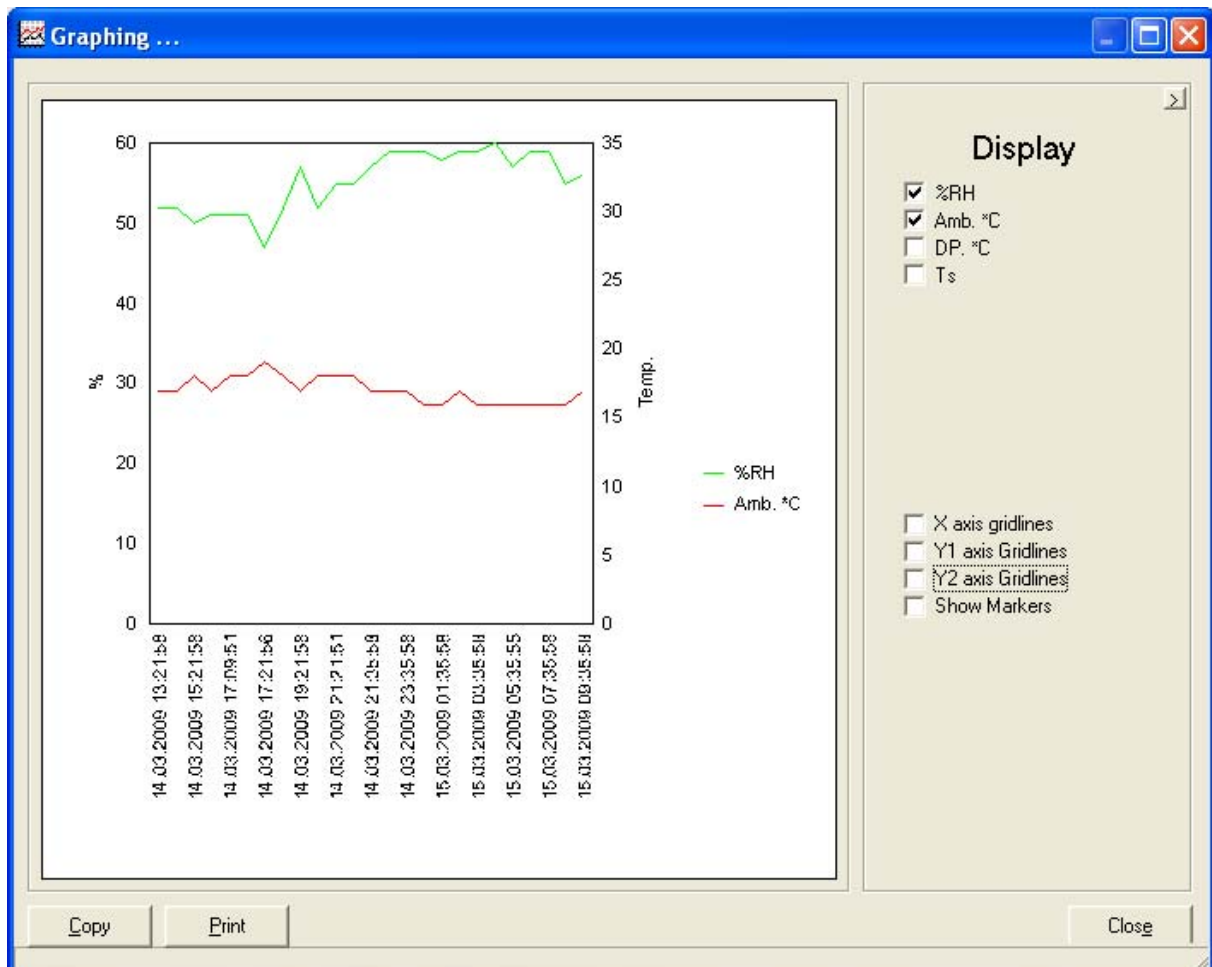 Graphing ...
60
50
40
30
20
10
0
%
35
30
25
20
15
10
5
0
Temp.
%RH
Amb. *C
14.03.2009 13:21:58
14.03.2009 15:21:58
14.03.2009 17:09:51
14.03.2009 17:21:56
14.03.2009 19:21:58
14.03.2009 21:21:51
14.03.2009 21:35:58
14.03.2009 23:35:58
15.03.2009 01:35:58
15.03.2009 03:35:58
15.03.2009 05:35:55
15.03.2009 07:35:58
15.03.2009 09:35:58
>
Display
%RH
Amb. *C
DP. *C
Ts
X axis gridlines
Y1 axis Gridlines
Y2 axis Gridlines
Show Markers
Copy
Print
Close